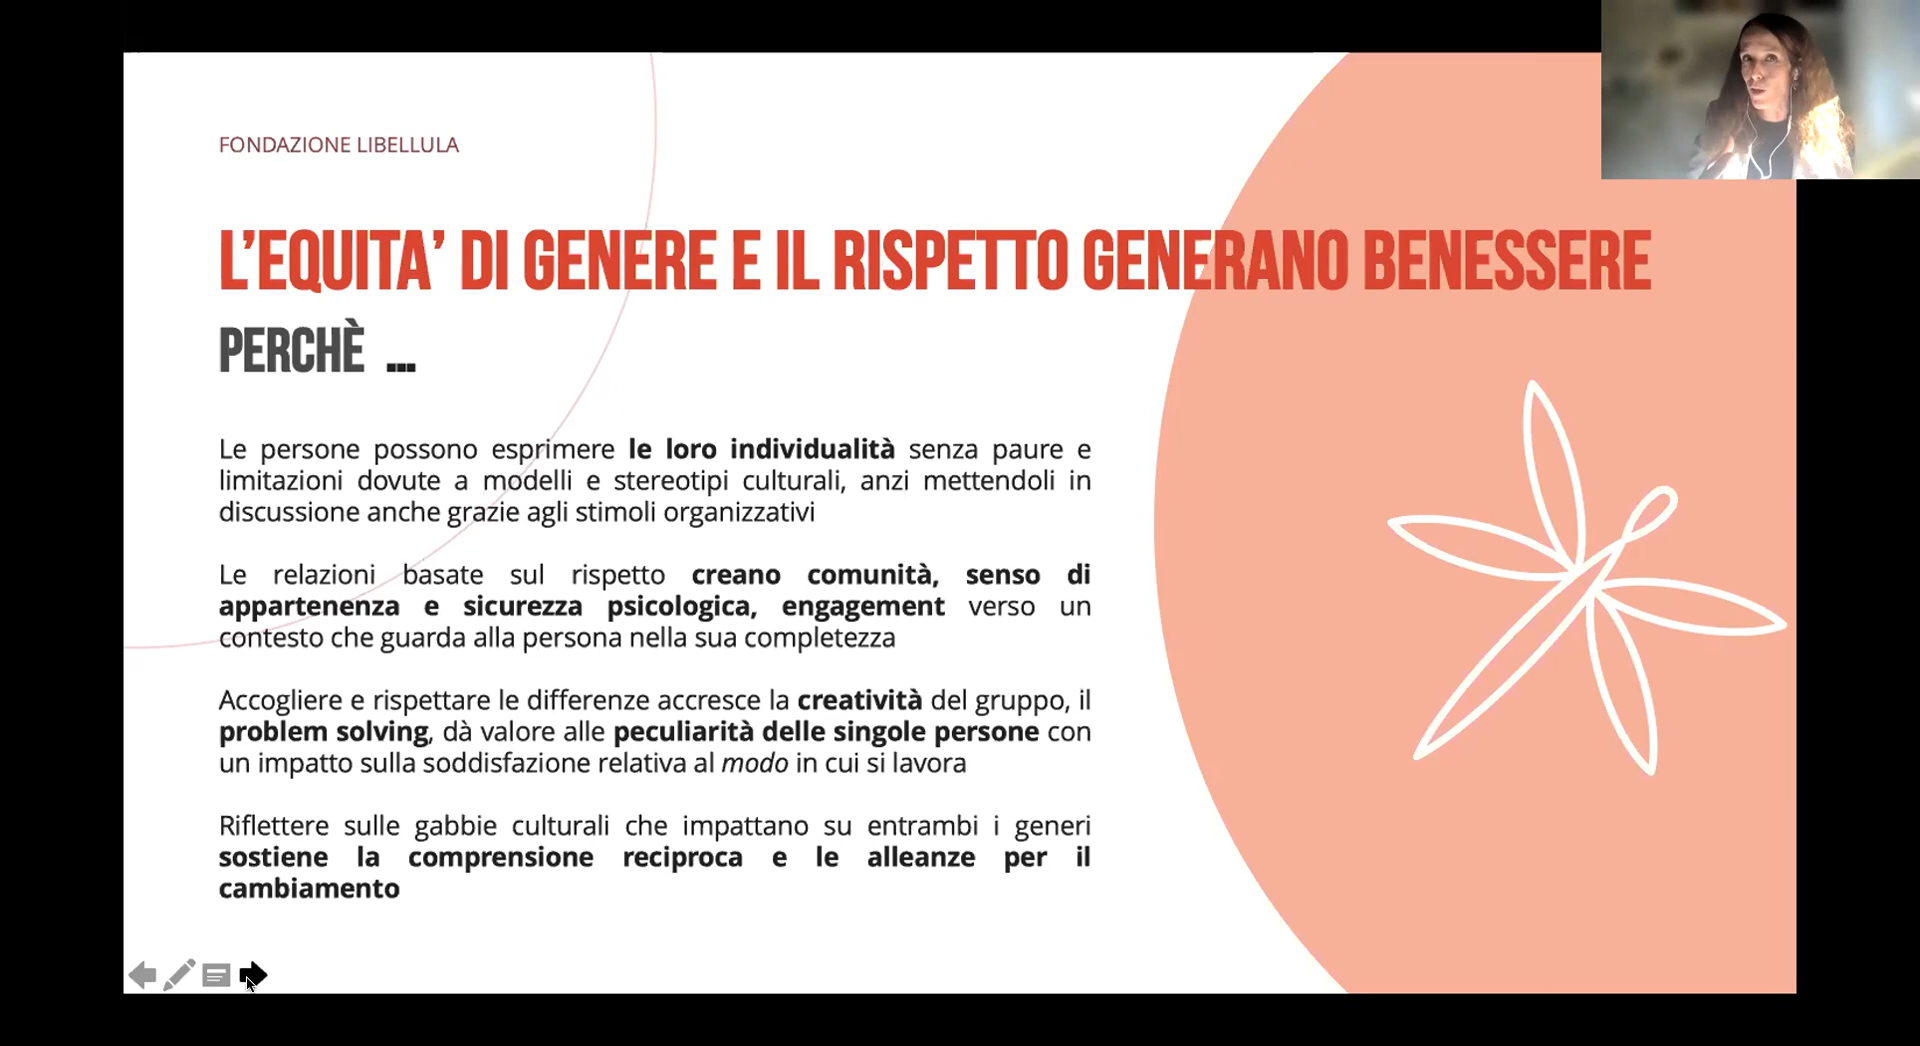 FONDAZIONE LIBELLULA
L’EQUITA’ DI GENERE E IL RISPETTO GENERANO BENESSERE
PERCHÈ ...
Le persone possono esprimere le loro individualità senza paure e
limitazioni dovute a modelli e stereotipi culturali, anzi mettendoli in
discussione anche grazie agli stimoli organizzativi
Le relazioni basate sul rispetto creano comunità, senso di
appartenenza e sicurezza psicologica, engagement verso un
contesto che guarda alla persona nella sua completezza
Accogliere e rispettare le differenze accresce la creatività del gruppo, il
problem solving, dà valore alle peculiarità delle singole persone con
un impatto sulla soddisfazione relativa al modo in cui si lavora
Riflettere sulle gabbie culturali che impattano su entrambi i generi
sostiene la comprensione reciproca e le alleanze per il
cambiamento